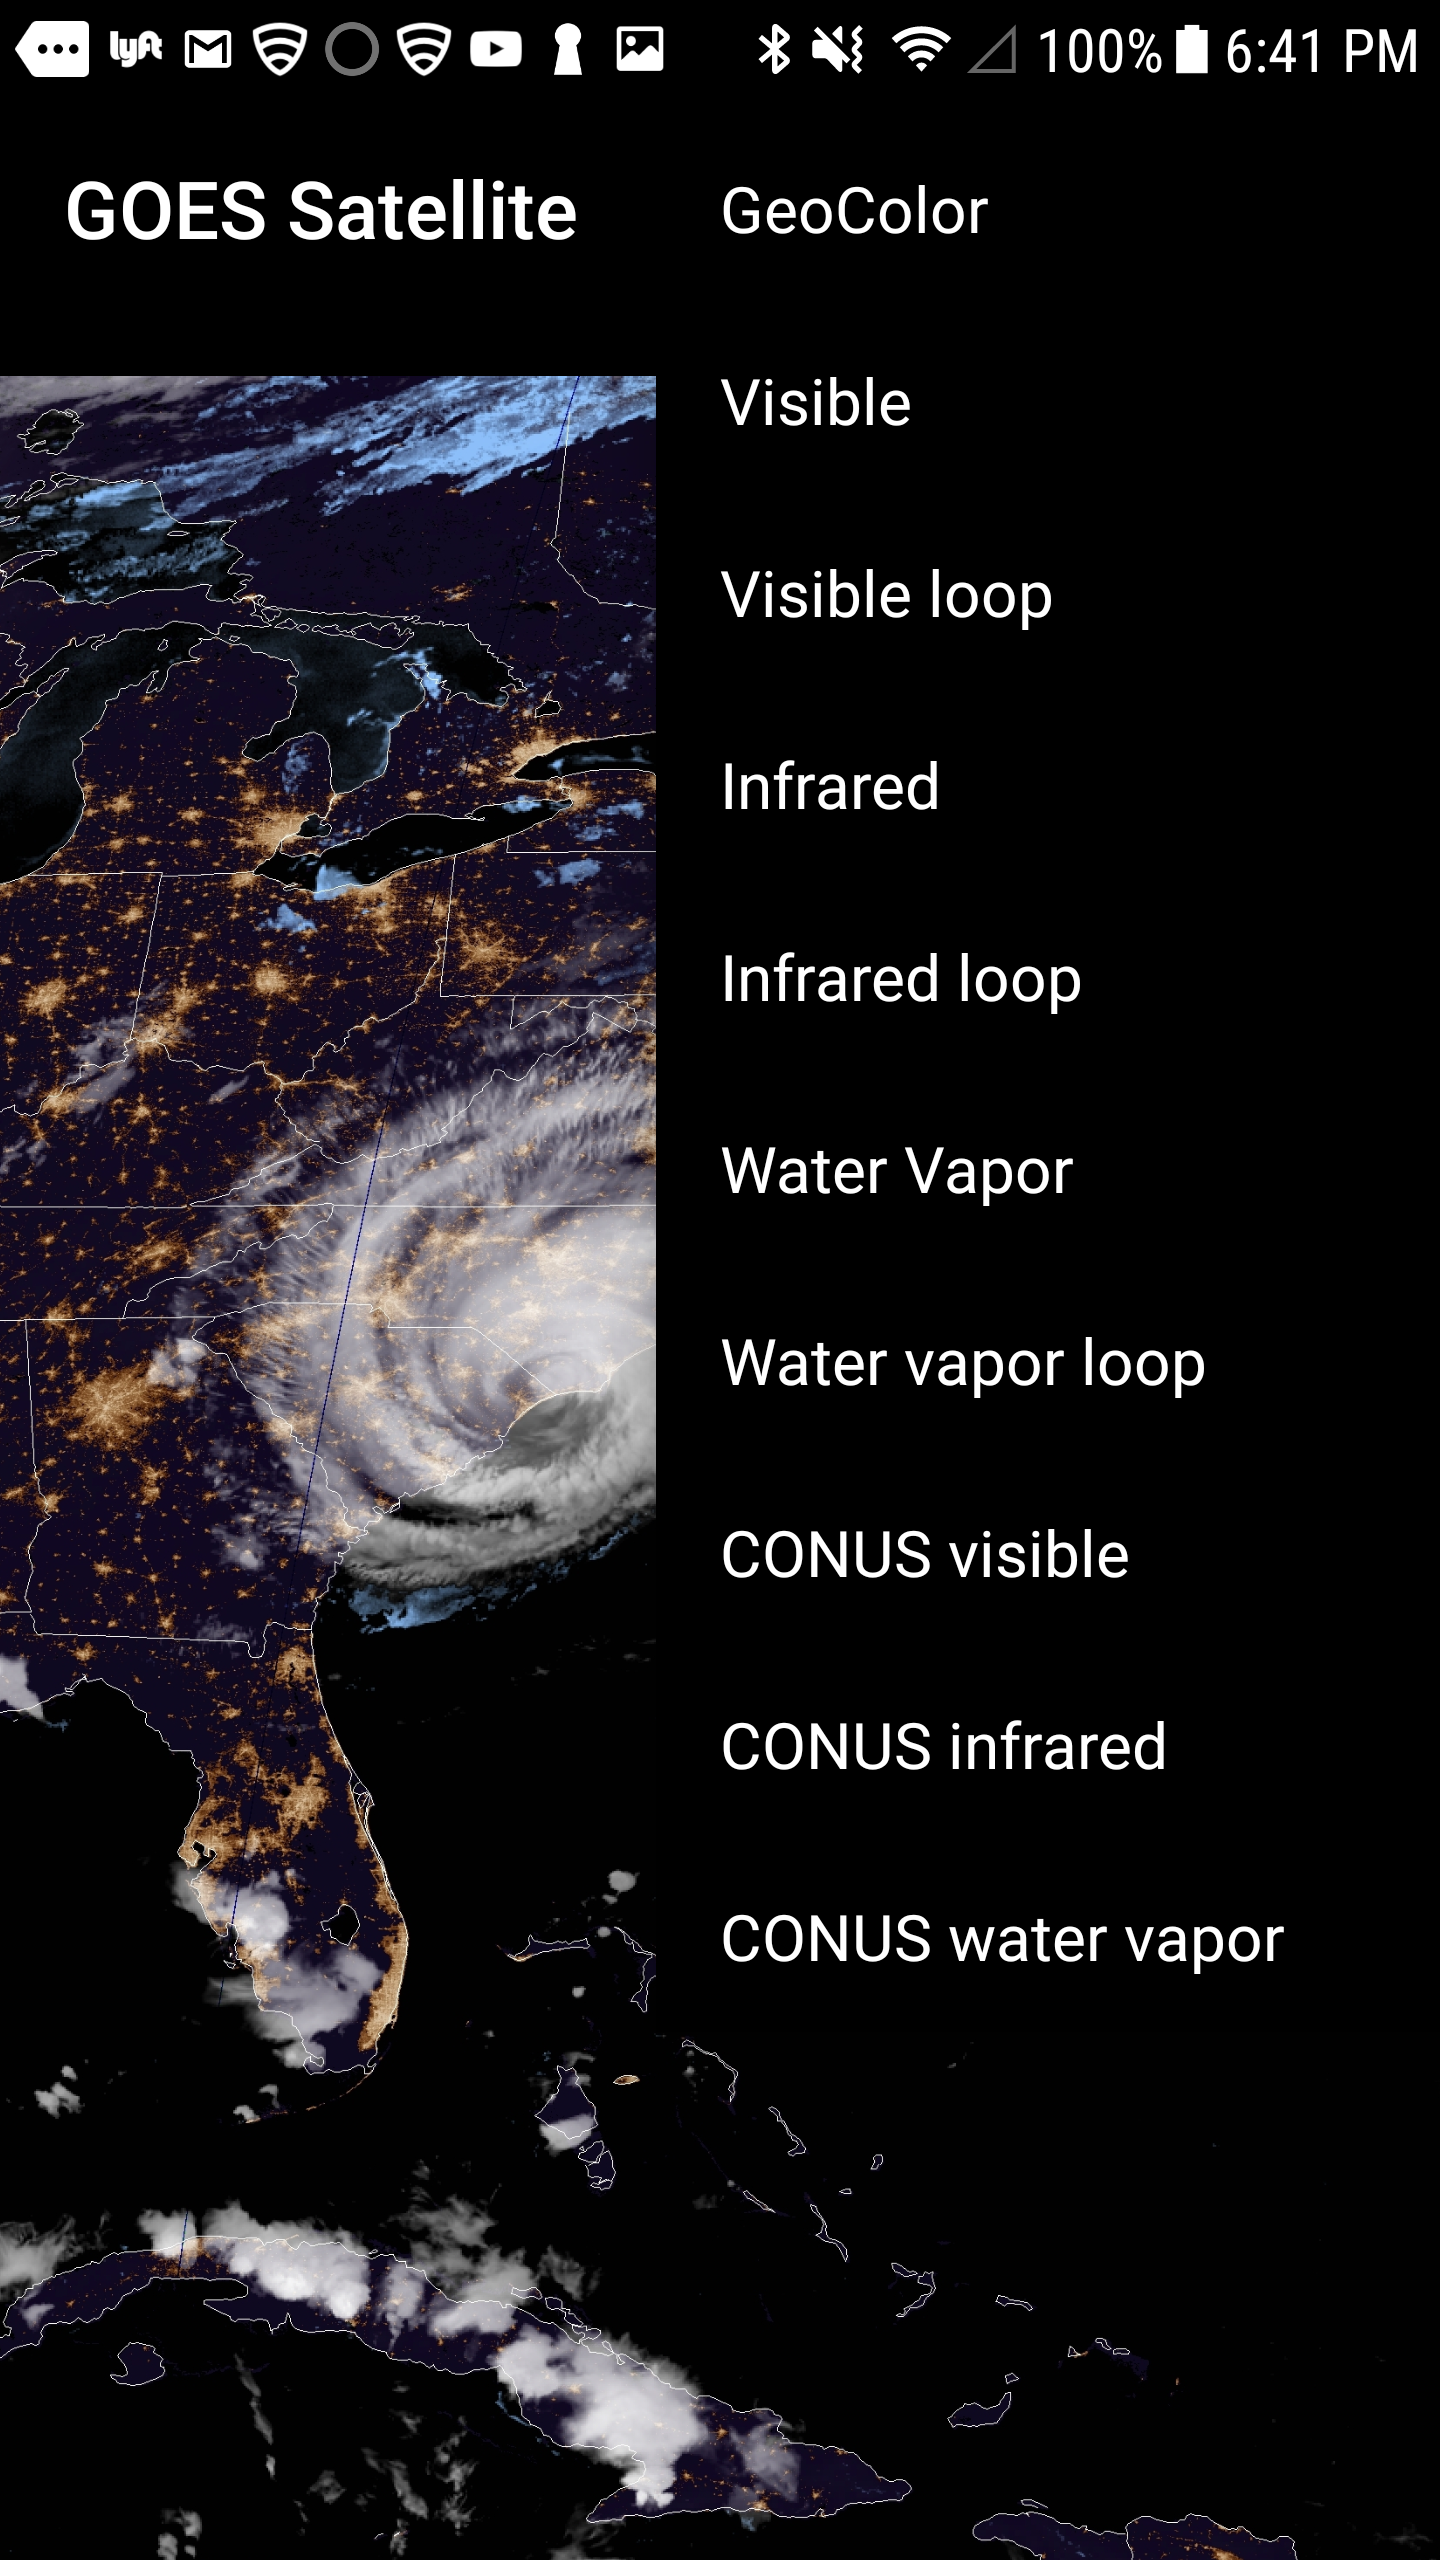 lyft
100% 6:41 PM
GOES Satellite
GeoColor
Visible
Visible loop
Infrared
Infrared loop
Water Vapor
Water vapor loop
CONUS visible
CONUS infrared
CONUS water vapor